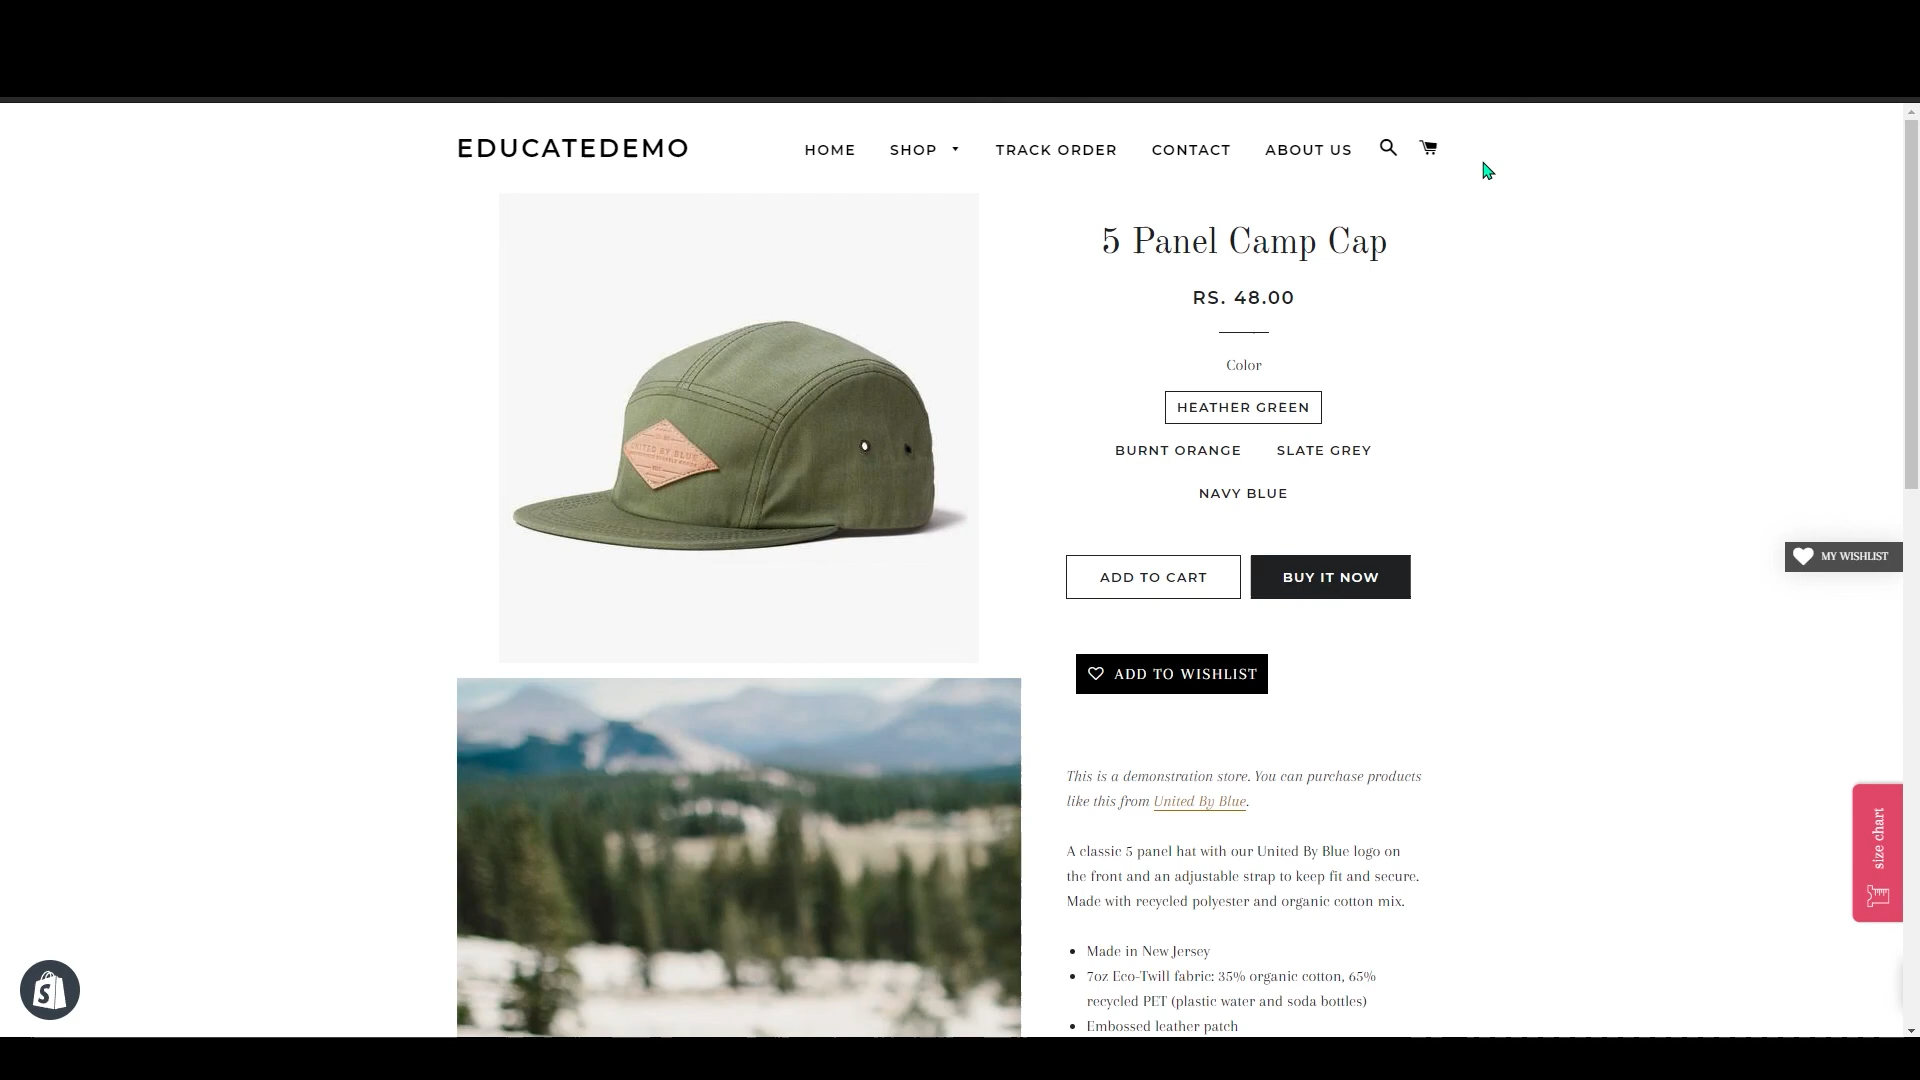 EDUCATEDEMO
HOME
SHOP
TRACK ORDER
CONTACT
ABOUT US
5 Panel Camp Cap
RS. 48.00
Color
HEATHER GREEN
BURNT ORANGE
SLATE GREY
NAVY BLUE
UNITED BY BLUE
ADD TO CART
BUY IT NOW
MY WISHLIST
ADD TO WISHLIST
This is a demonstration store. You can purchase products
like this from United By Blue.
A classic 5 panel hat with our United By Blue logo on
the front and an adjustable strap to keep fit and secure.
Made with recycled polyester and organic cotton mix.
size chart
Made in New Jersey
7oz Eco-Twill fabric: 35% organic cotton, 65%
recycled PET (plastic water and soda bottles)
Embossed leather patch